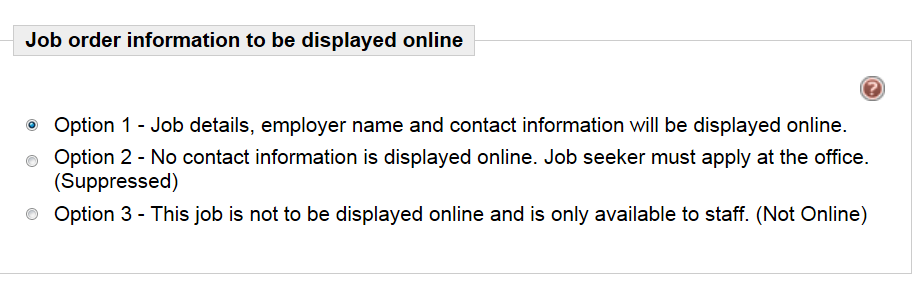 Job order information to be displayed online
?
Option 1 - Job details, employer name and contact information will be displayed online.
Option 2 - No contact information is displayed online. Job seeker must apply at the office.
(Suppressed)
Option 3 - This job is not to be displayed online and is only available to staff. (Not Online)